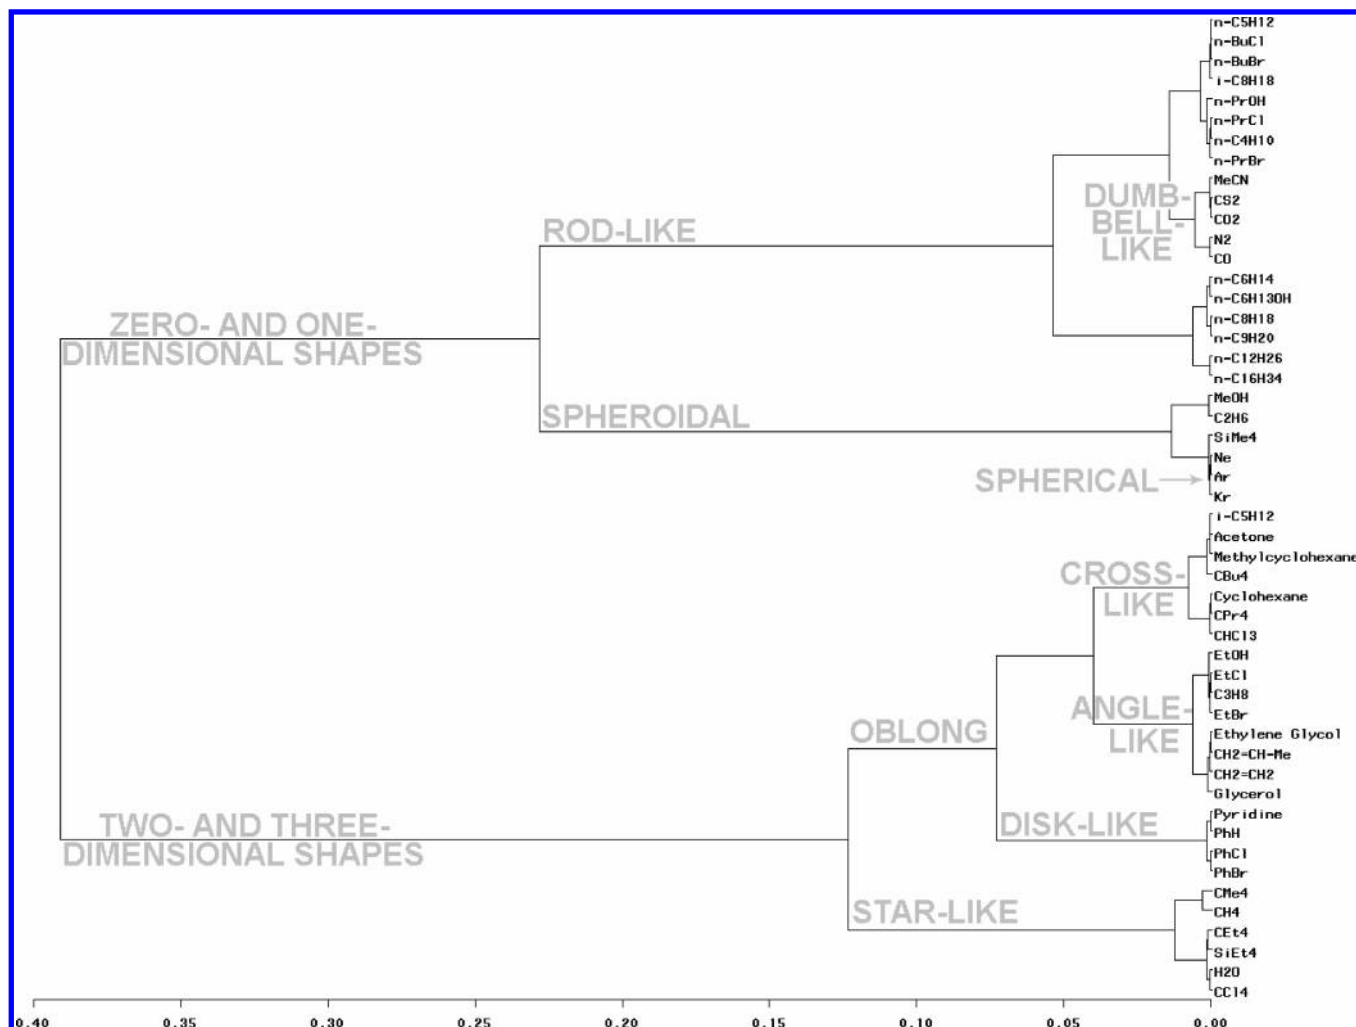 n-C5H12
n-BuCl
n-BuBr
i-C8H18
n-PrOH
n-PrCl
n-C4H10
n-PrBr
MeCN
CS2
CO2
N2
CO
n-C6H14
n-C6H13OH
n-C8H18
n-C9H20
n-C12H26
n-C16H34
MeOH
C2H6
SiMe4
Ne
Ar
Kr
i-C5H12
Acetone
Methylcyclohexane
CBu4
Cyclohexane
CPr4
CHCl3
EtOH
EtCl
C3H8
EtBr
Ethylene Glycol
CH2=CH-Me
CH2=CH2
Glycerol
Pyridine
PhH
PhCl
PhBr
CMe4
CH4
CEt4
SiEt4
H2O
CCl4
DUMB-
BELL-
LIKE
ROD-LIKE
ZERO- AND ONE-
DIMENSIONAL SHAPES
SPHEROIDAL
SPHERICAL
CROSS-
LIKE
ANGLE-
LIKE
OBLONG
DISK-LIKE
TWO- AND THREE-
DIMENSIONAL SHAPES
STAR-LIKE
0.40 0.35 0.30 0.25 0.20 0.15 0.10 0.05 0.00